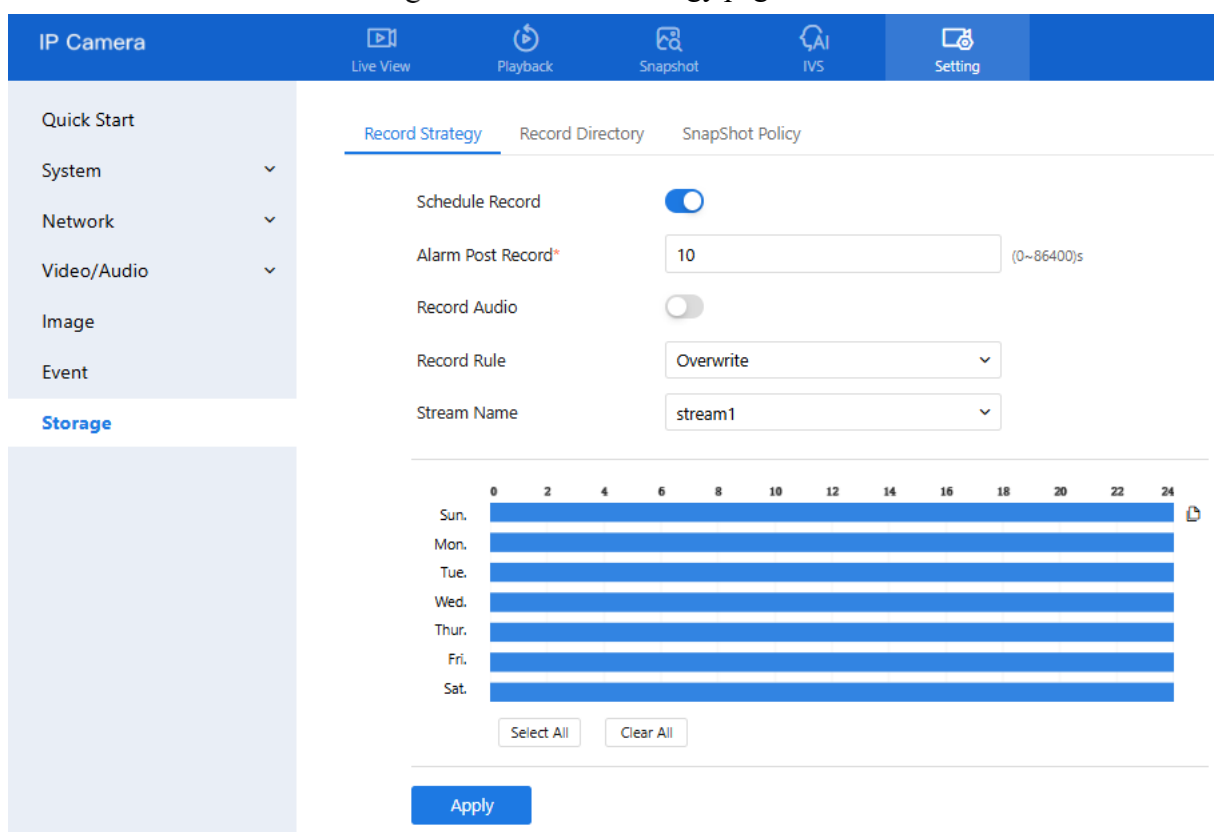 IP Camera
Live View
Playback
Snapshot
AI
IVS
Setting
Quick Start
System
Network
Video/Audio
Image
Event
Storage
Record Strategy Record Directory SnapShot Policy
Schedule Record
Alarm Post Record* 10 (0~86400)s
Record Audio
Record Rule Overwrite
Stream Name stream1
0 2 4 6 8 10 12 14 16 18 20 22 24
Sun.
Mon.
Tue.
Wed.
Thur.
Fri.
Sat.
Select All Clear All
Apply